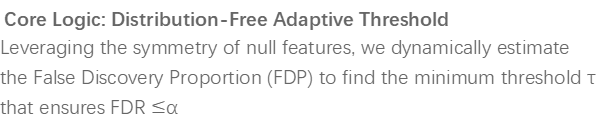 Core Logic: Distribution-Free Adaptive Threshold
Leveraging the symmetry of null features, we dynamically estimate
the False Discovery Proportion (FDP) to find the minimum threshold τ
that ensures FDR ≤α